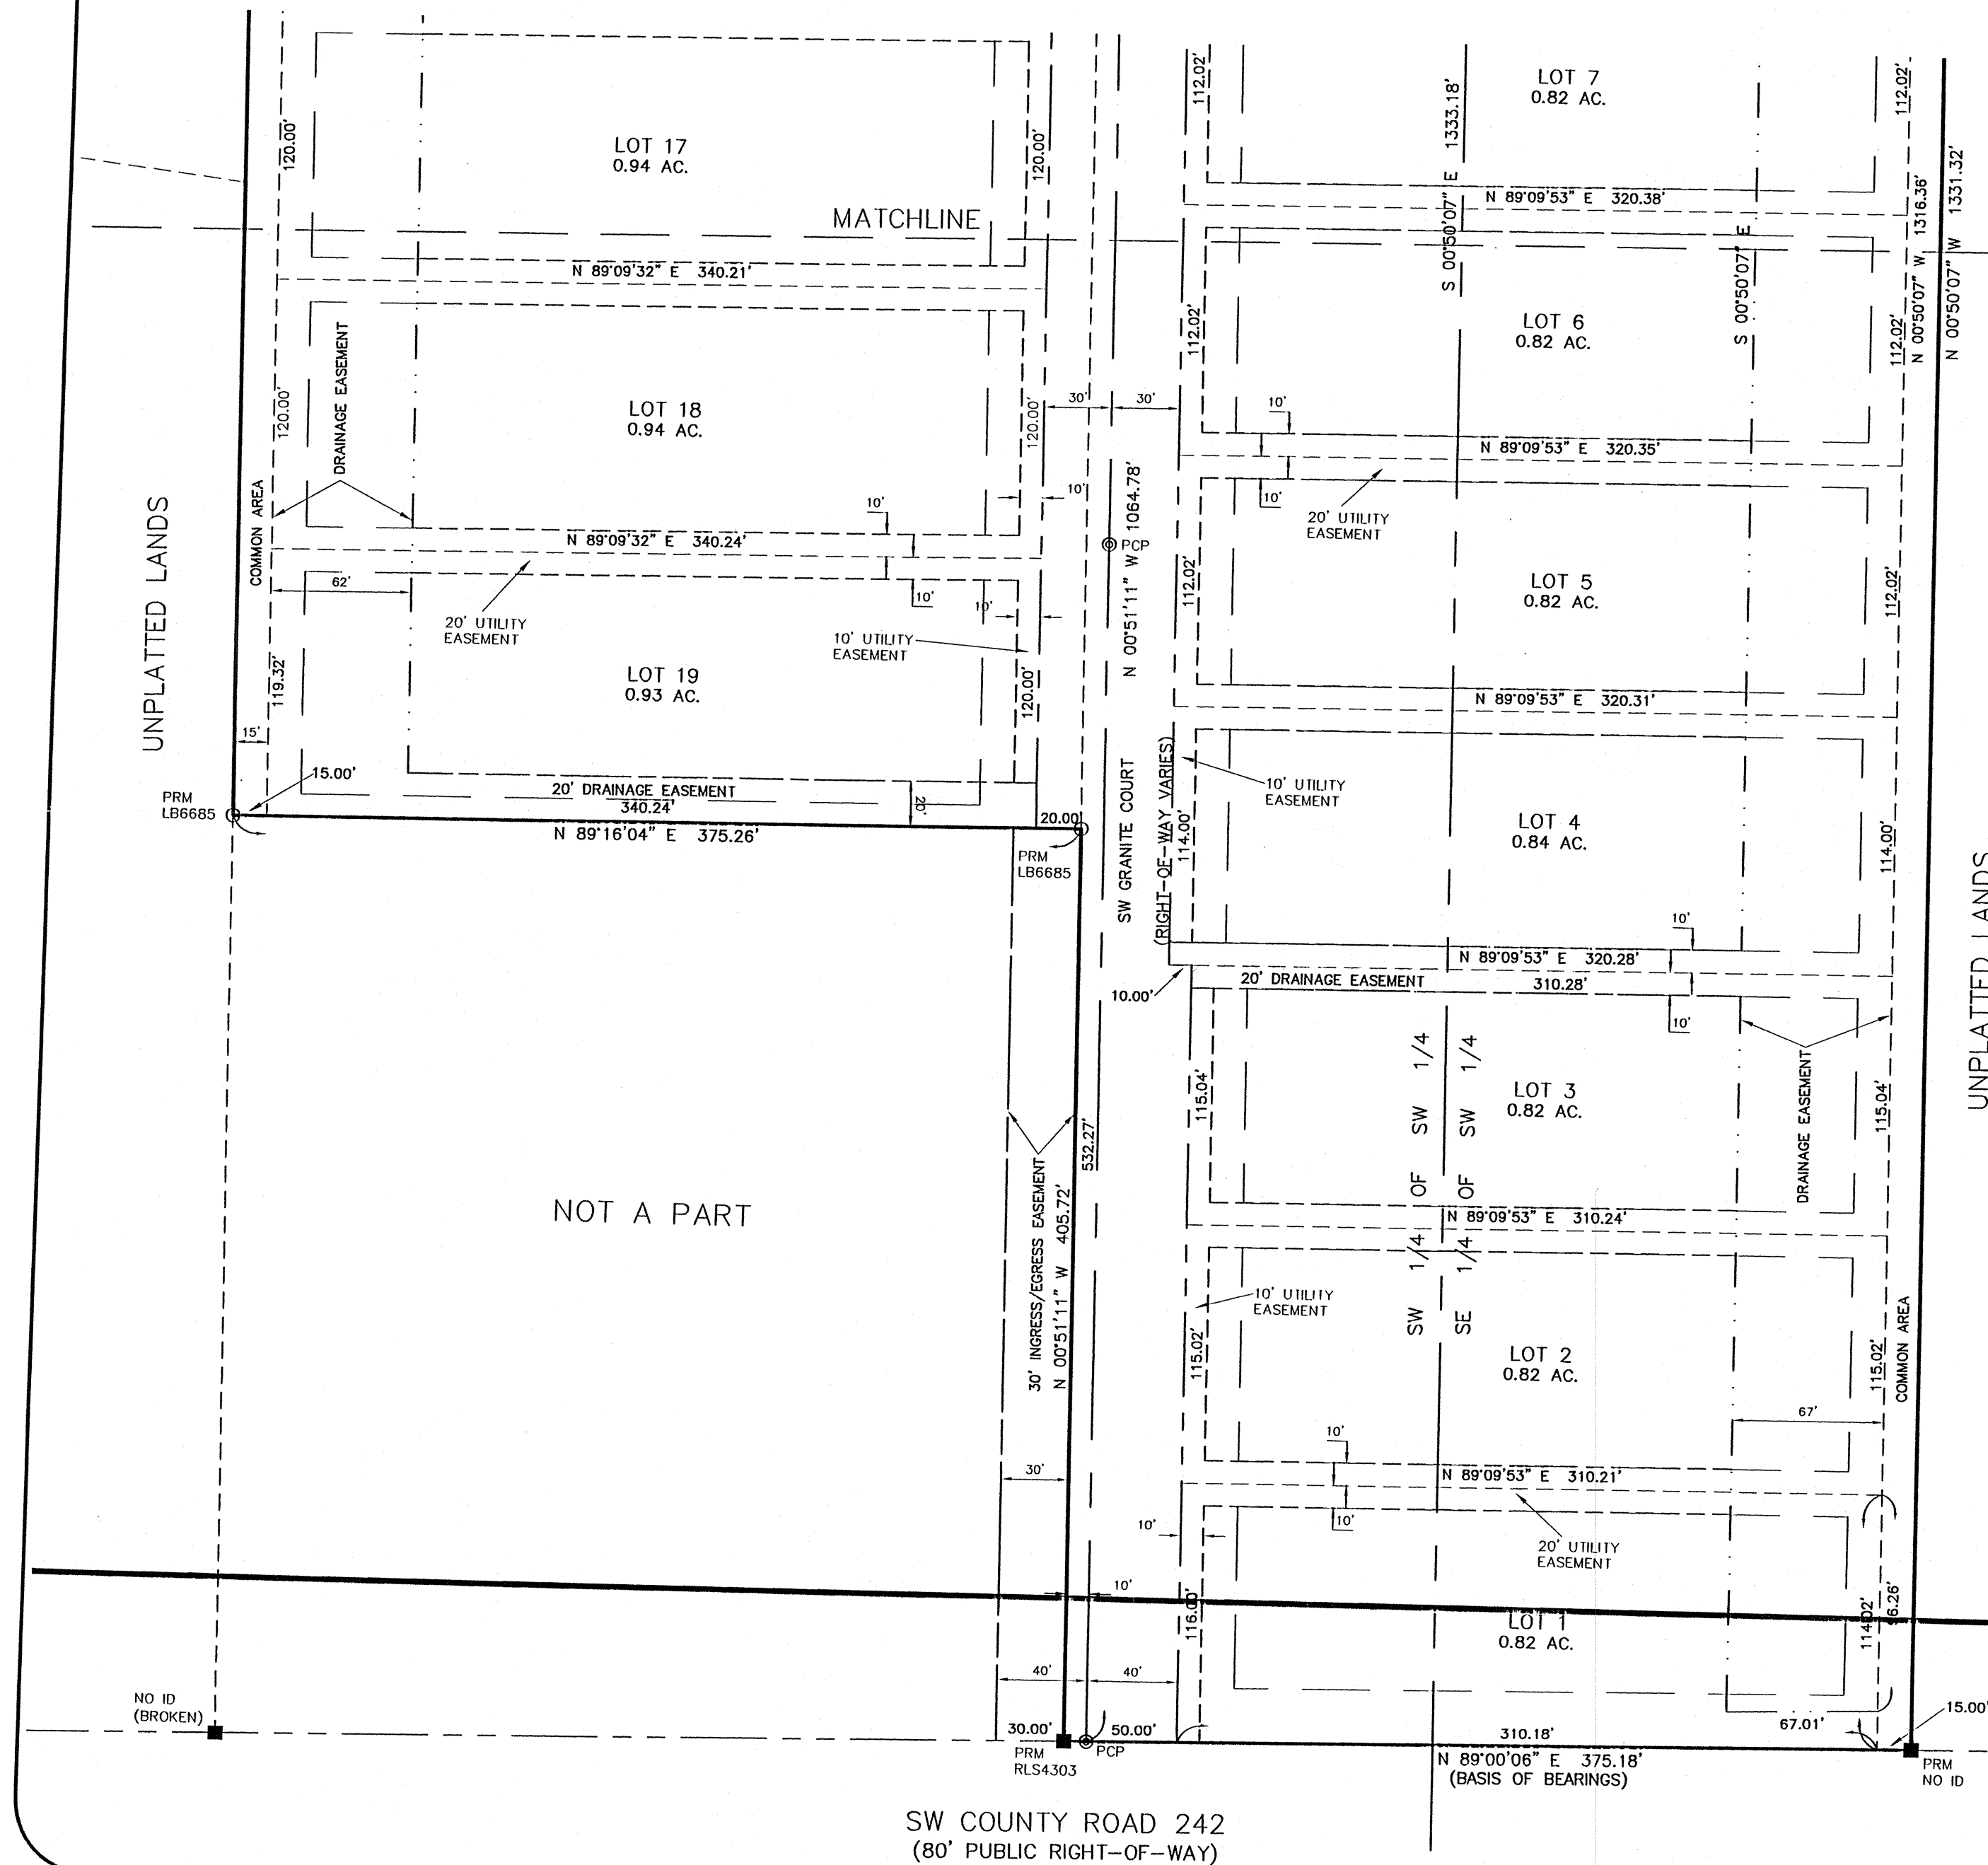 LOT 17
0.94 AC.
120.00'
120.00'
MATCHLINE
N 89°09'32" E 340.21'
DRAINAGE EASEMENT
120.00'
120.00'
LOT 18
0.94 AC.
UNPLATTED LANDS
COMMON AREA
10'
10'
N 89°09'32" E 340.24'
62'
10'
10'
20' UTILITY
EASEMENT
10' UTILITY
EASEMENT
LOT 19
0.93 AC.
119.32'
120.00'
15'
15.00'
PRM
LB6685
20' DRAINAGE EASEMENT
340.24'
20'
20.00'
N 89°16'04" E 375.26'
PRM
LB6685
NOT A PART
30' INGRESS/EGRESS EASEMENT
N 00°51'11" W 405.72'
532.27'
30'
10'
40'
40'
NO ID
(BROKEN)
30.00'
PRM
RLS4303
PCP
50.00'
30'
30'
N 00°51'11" W 1064.78'
PCP
SW GRANITE COURT
(RIGHT-OF-WAY VARIES)
LOT 7
0.82 AC.
112.02'
112.02'
S 00°50'07" E 1333.18'
S 00°50'07" E
N 00°50'07" W 1316.36'
N 00°50'07" W 1331.32'
N 89°09'53" E 320.38'
LOT 6
0.82 AC.
112.02'
112.02'
10'
10'
N 89°09'53" E 320.35'
20' UTILITY
EASEMENT
LOT 5
0.82 AC.
112.02'
112.02'
N 89°09'53" E 320.31'
10' UTILITY
EASEMENT
LOT 4
0.84 AC.
114.00'
114.00'
10'
N 89°09'53" E 320.28'
20' DRAINAGE EASEMENT
310.28'
10.00'
10'
UNPLATTED LANDS
SW 1/4 OF SW 1/4
SE 1/4 OF SW 1/4
LOT 3
0.82 AC.
115.04'
115.04'
DRAINAGE EASEMENT
N 89°09'53" E 310.24'
10' UTILITY
EASEMENT
LOT 2
0.82 AC.
115.02'
115.02'
COMMON AREA
67'
10'
N 89°09'53" E 310.21'
10'
10'
20' UTILITY
EASEMENT
LOT 1
0.82 AC.
116.00'
114.02'
310.18'
67.01'
15.00'
N 89°00'06" E 375.18'
(BASIS OF BEARINGS)
PRM
NO ID
SW COUNTY ROAD 242
(80' PUBLIC RIGHT-OF-WAY)